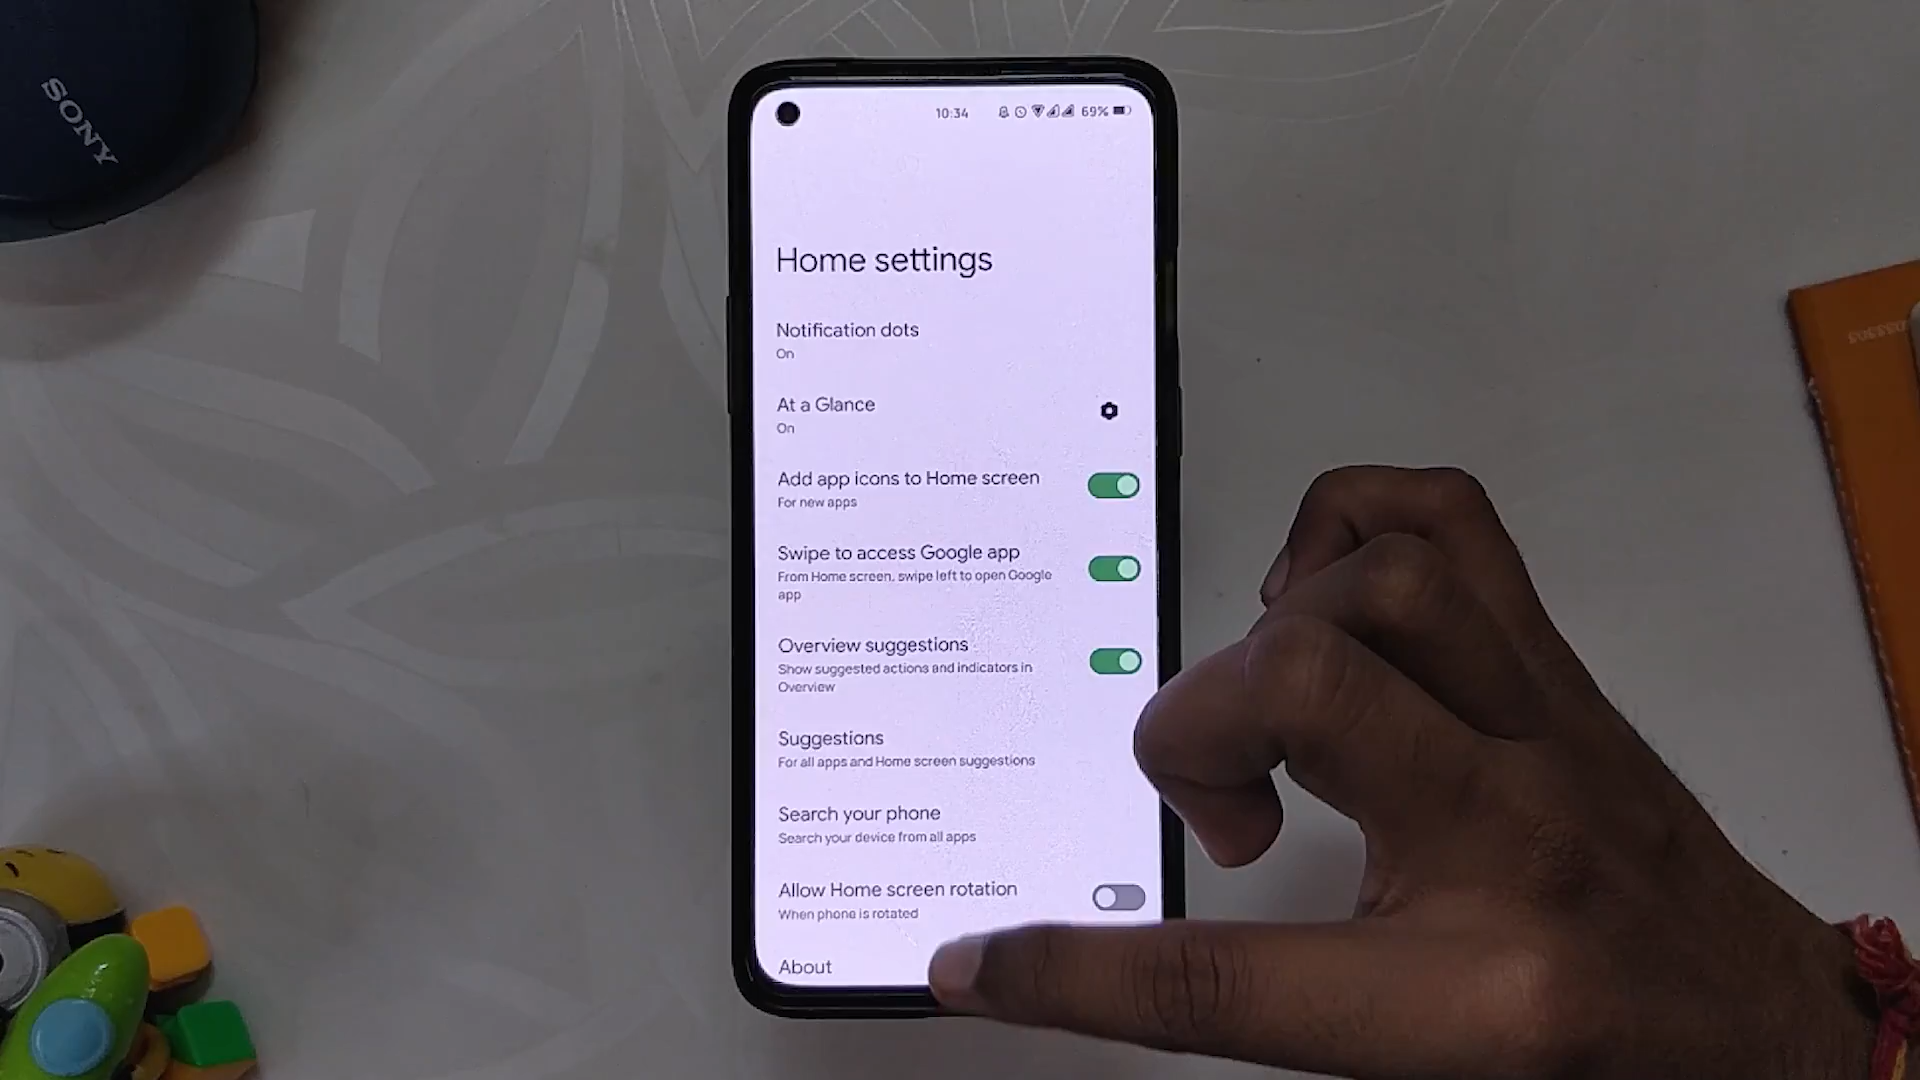 SONY
10:34
69%
Home settings
Notification dots
On
At a Glance
On
Add app icons to Home screen
For new apps
Swipe to access Google app
From Home screen, swipe left to open Google
app
Overview suggestions
Show suggested actions and indicators in
Overview
Suggestions
For all apps and Home screen suggestions
Search your phone
Search your device from all apps
Allow Home screen rotation
When phone is rotated
About